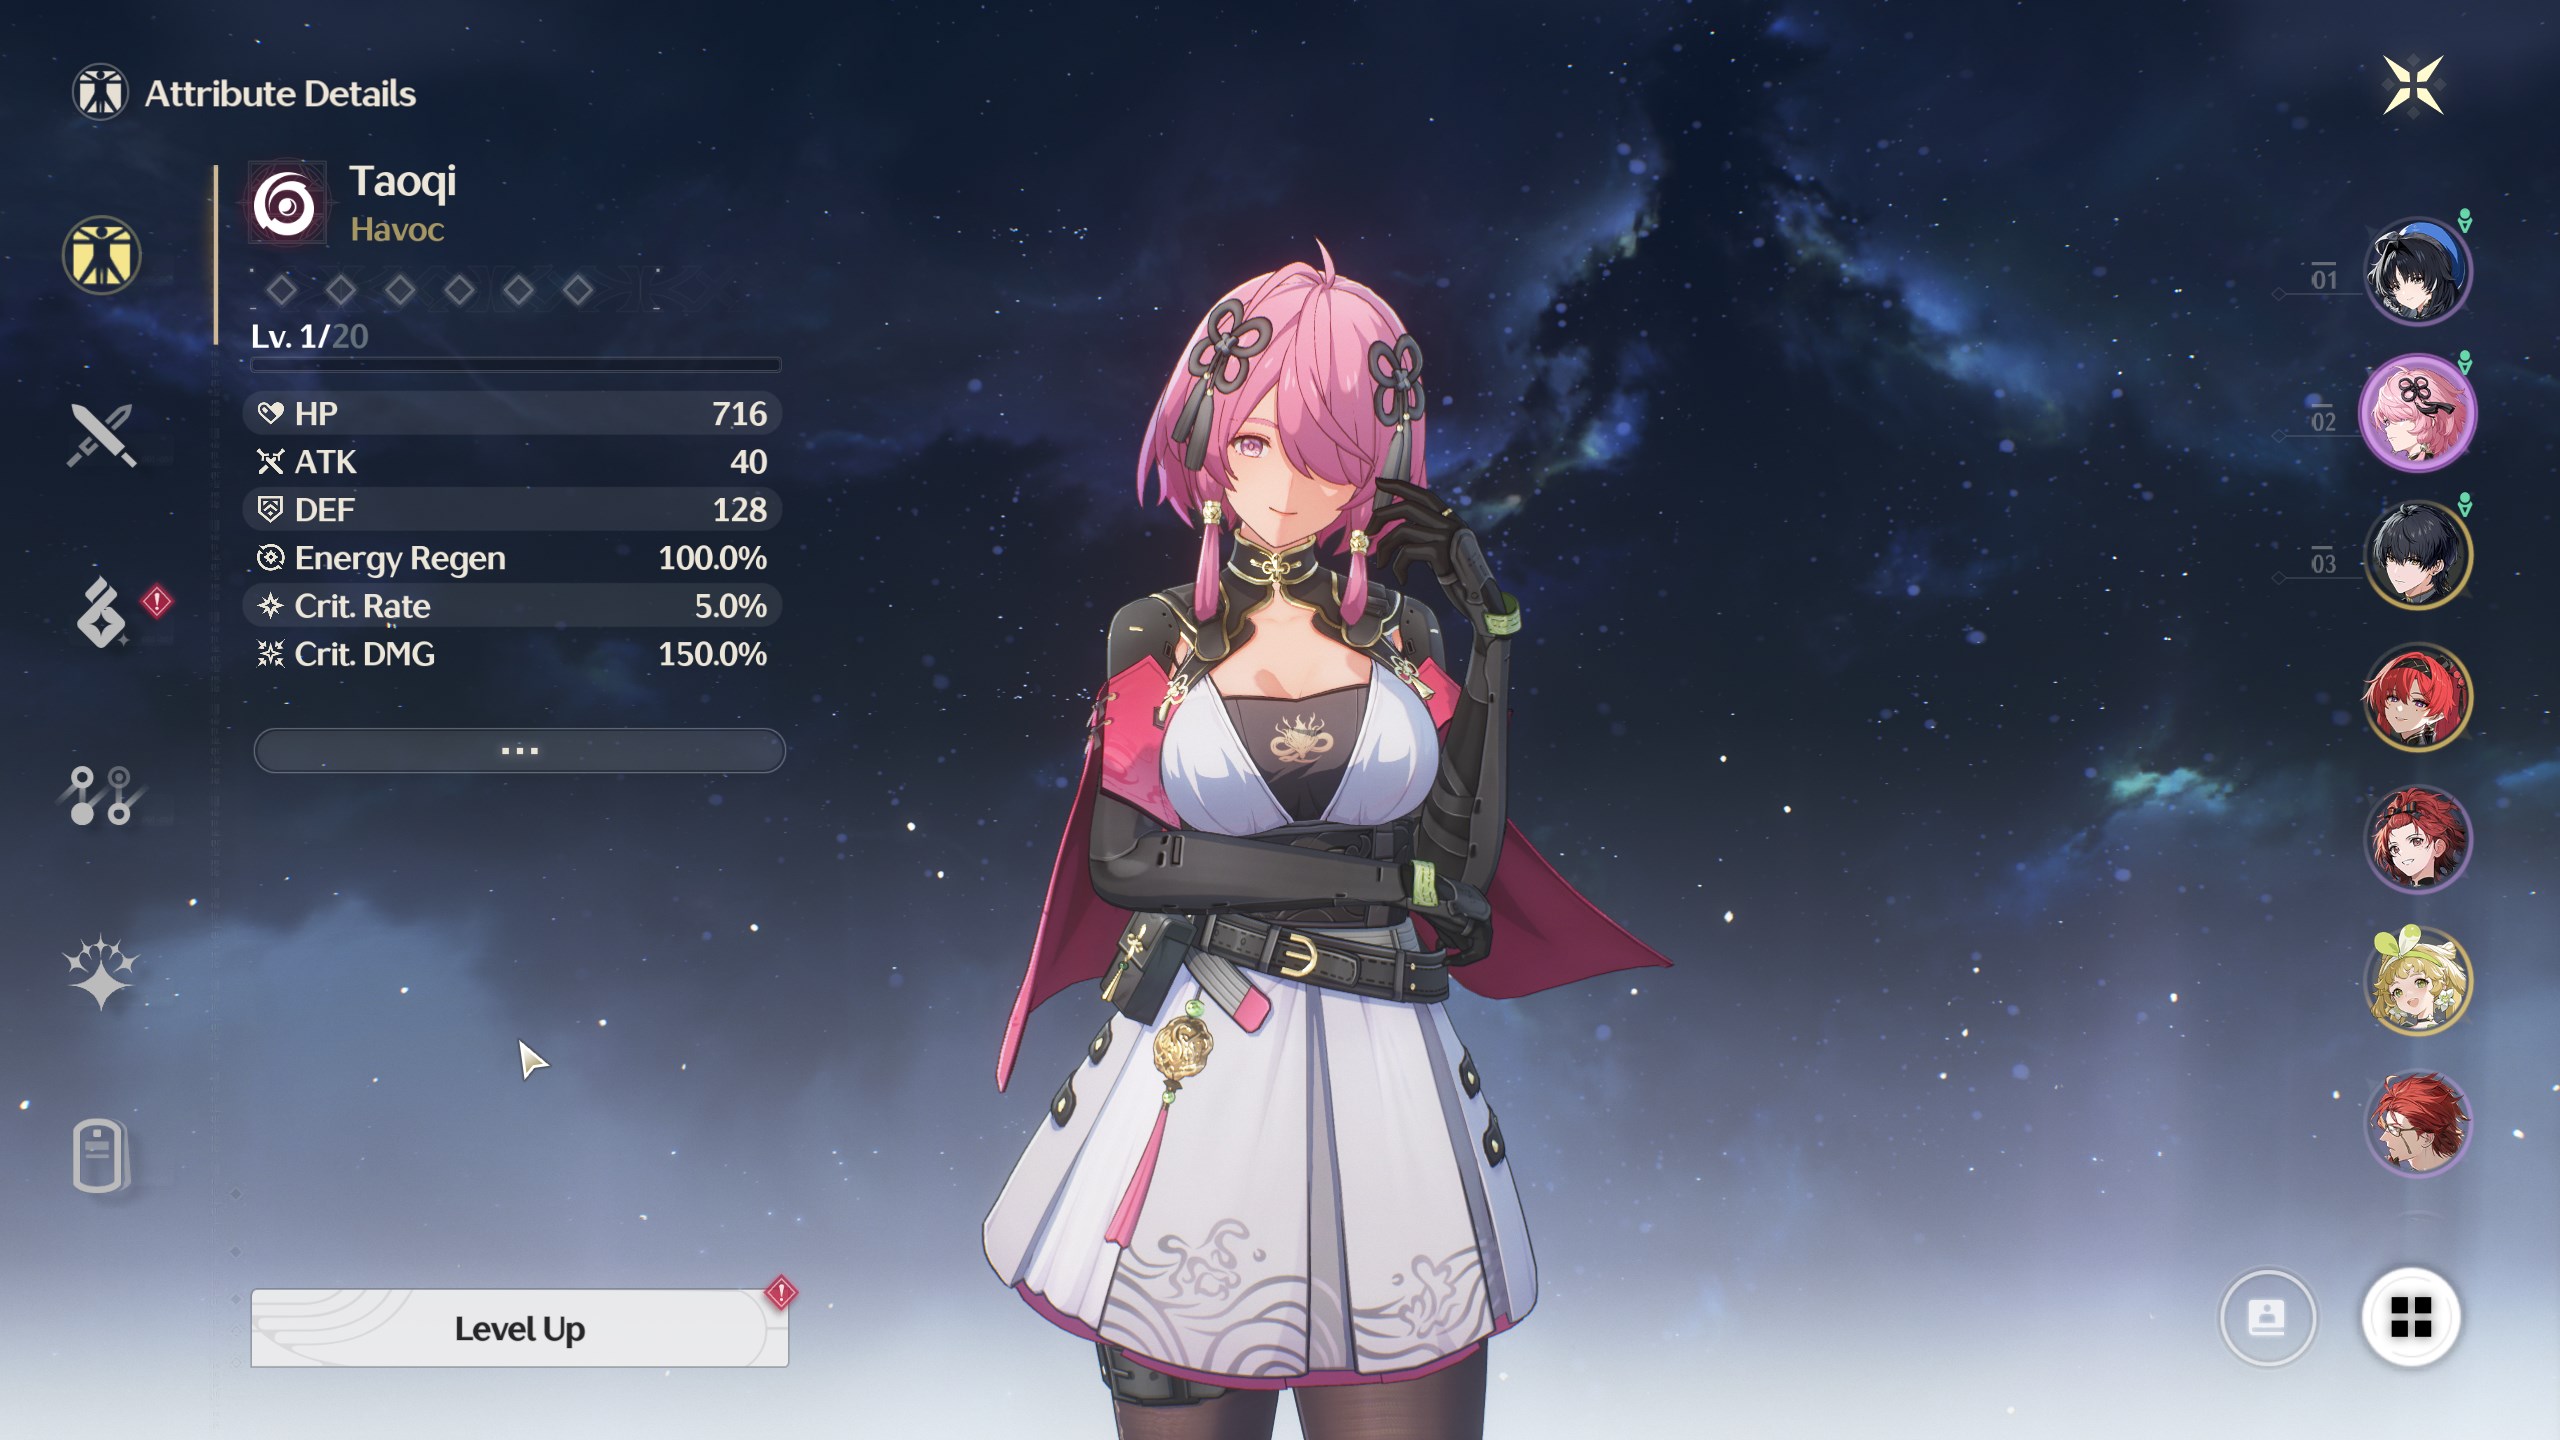 Attribute Details
Taoqi
Havoc
Lv. 1/20
HP 716
ATK 40
DEF 128
Energy Regen 100.0%
Crit. Rate 5.0%
Crit. DMG 150.0%
...
Level Up
01
02
03